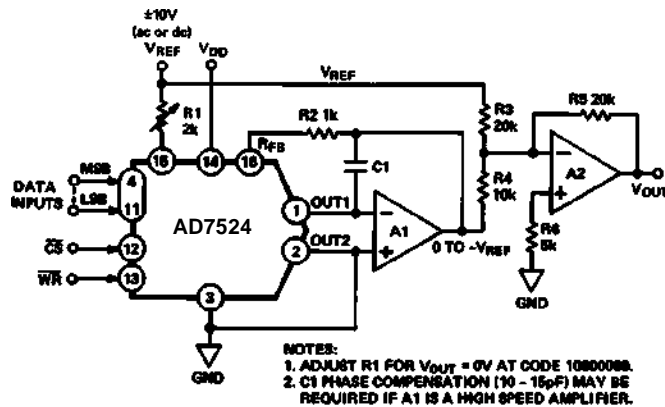 ±10V
(ac or dc)
VREF
VDD
VREF
R1
2k
R2 1k
R3
20k
R5 20k
RFB
15
14
16
C1
R4
10k
A2
VOUT
MSB
DATA
INPUTS
LSB
4
11
AD7524
1
OUT1
2
OUT2
A1
0 TO -VREF
R6
5k
CS
12
WR
13
3
GND
GND
NOTES:
1. ADJUST R1 FOR VOUT = 0V AT CODE 10000000.
2. C1 PHASE COMPENSATION (10 - 15pF) MAY BE
REQUIRED IF A1 IS A HIGH SPEED AMPLIFIER.